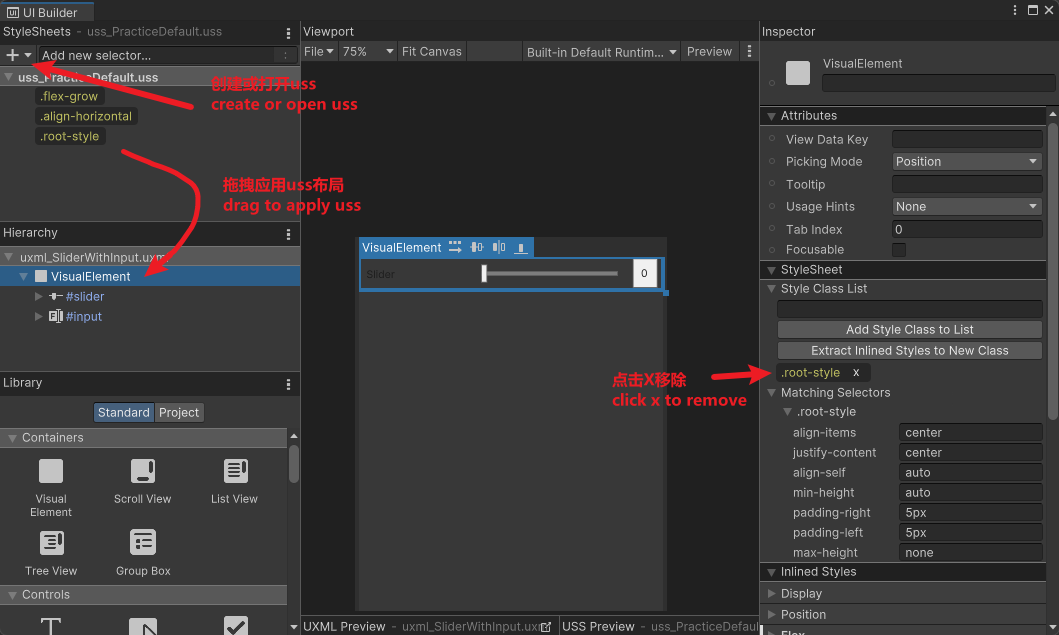 UI Builder
StyleSheets - uss_PracticeDefault.uss
Add new selector...
uss_PracticeDefault.uss
.flex-grow
.align-horizontal
.root-style
创建或打开uss
create or open uss
拖拽应用uss布局
drag to apply uss
Hierarchy
uxml_SliderWithInput.uxml
VisualElement
#slider
#input
Library
Standard Project
Containers
Visual Element
Scroll View
List View
Tree View
Group Box
Controls
Viewport
File 75% Fit Canvas Built-in Default Runtim... Preview
VisualElement
Slider 0
点击X移除
click x to remove
UXML Preview - uxml_SliderWithInput.ux
USS Preview - uss_PracticeDefaul
Inspector
VisualElement
Attributes
View Data Key
Picking Mode Position
Tooltip
Usage Hints None
Tab Index 0
Focusable
StyleSheet
Style Class List
Add Style Class to List
Extract Inlined Styles to New Class
.root-style x
Matching Selectors
.root-style
align-items center
justify-content center
align-self auto
min-height auto
padding-right 5px
padding-left 5px
max-height none
Inlined Styles
Display
Position
Flex